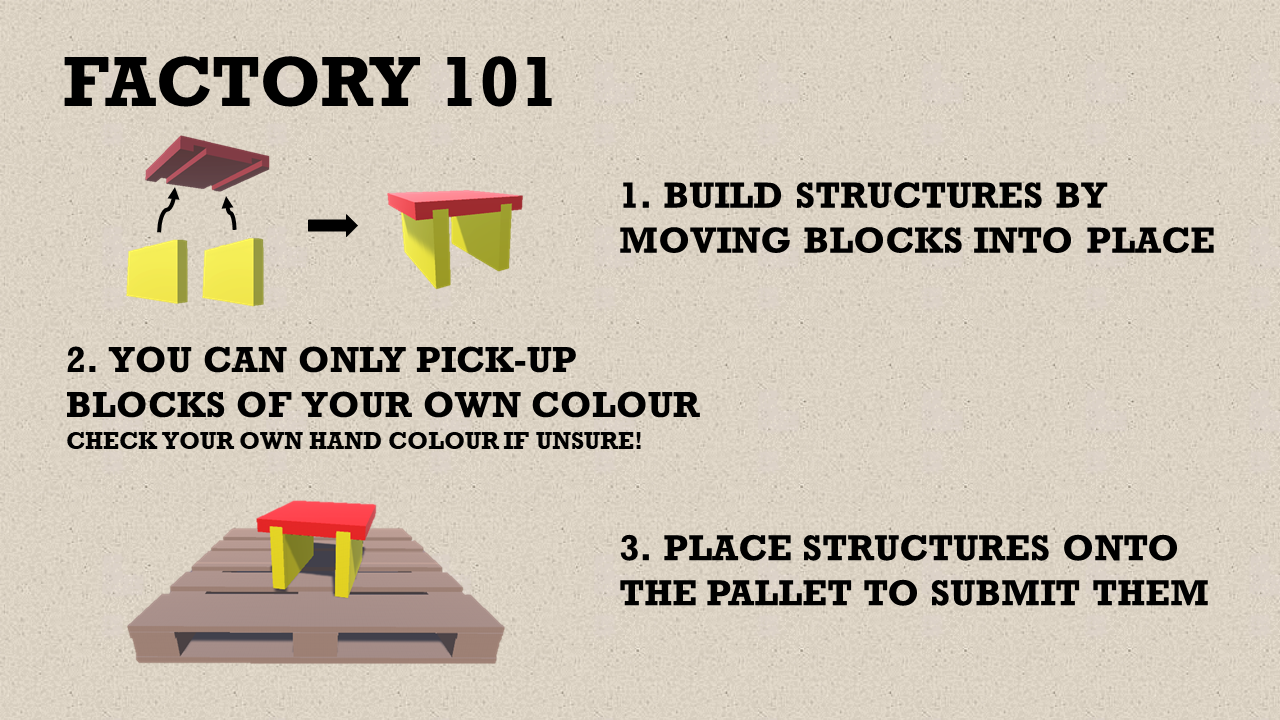 FACTORY 101
1. BUILD STRUCTURES BY
MOVING BLOCKS INTO PLACE
2. YOU CAN ONLY PICK-UP
BLOCKS OF YOUR OWN COLOUR
CHECK YOUR OWN HAND COLOUR IF UNSURE!
3. PLACE STRUCTURES ONTO
THE PALLET TO SUBMIT THEM